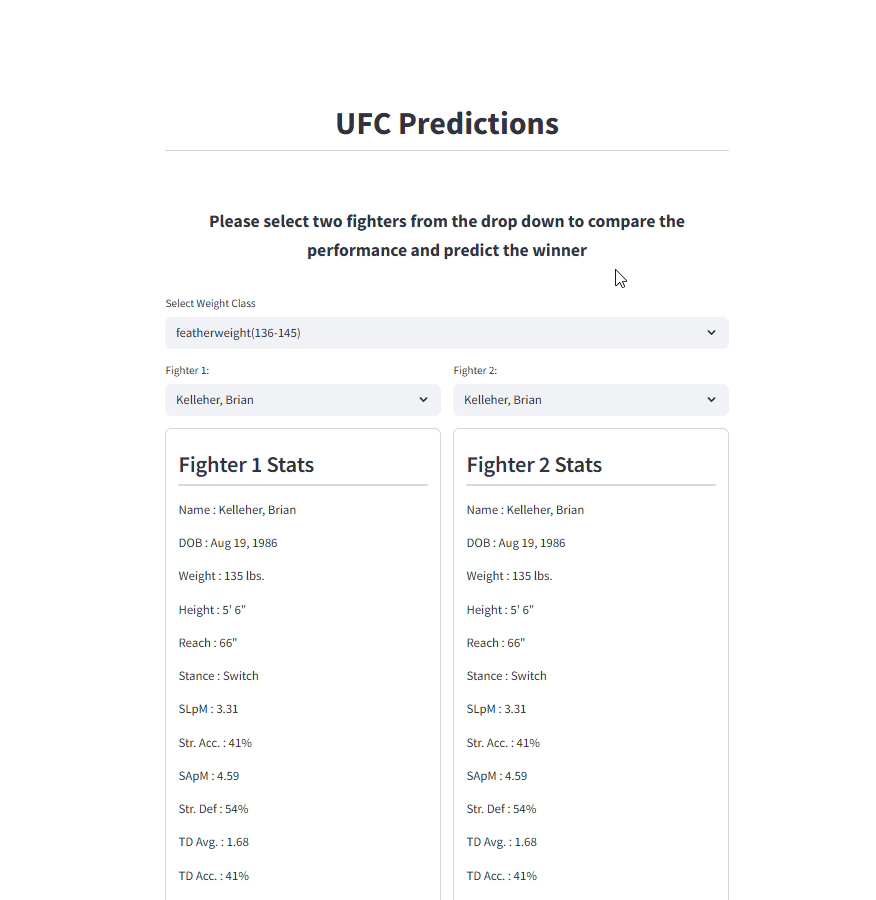 UFC Predictions
Please select two fighters from the drop down to compare the
performance and predict the winner
Select Weight Class
featherweight(136-145)
Fighter 1:
Kelleher, Brian
Fighter 2:
Kelleher, Brian
Fighter 1 Stats
Name : Kelleher, Brian
DOB : Aug 19, 1986
Weight : 135 lbs.
Height : 5' 6"
Reach : 66"
Stance : Switch
SLpM : 3.31
Str. Acc. : 41%
SApM : 4.59
Str. Def : 54%
TD Avg. : 1.68
TD Acc. : 41%
Fighter 2 Stats
Name : Kelleher, Brian
DOB : Aug 19, 1986
Weight : 135 lbs.
Height : 5' 6"
Reach : 66"
Stance : Switch
SLpM : 3.31
Str. Acc. : 41%
SApM : 4.59
Str. Def : 54%
TD Avg. : 1.68
TD Acc. : 41%